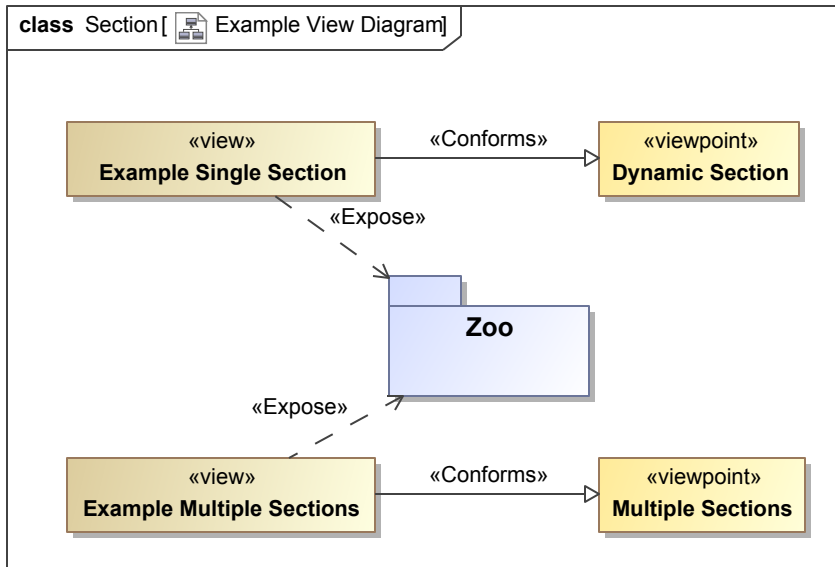 class Section[ Example View Diagram]
«view»
Example Single Section
«Conforms»
«viewpoint»
Dynamic Section
«Expose»
Zoo
«Expose»
«view»
Example Multiple Sections
«Conforms»
«viewpoint»
Multiple Sections